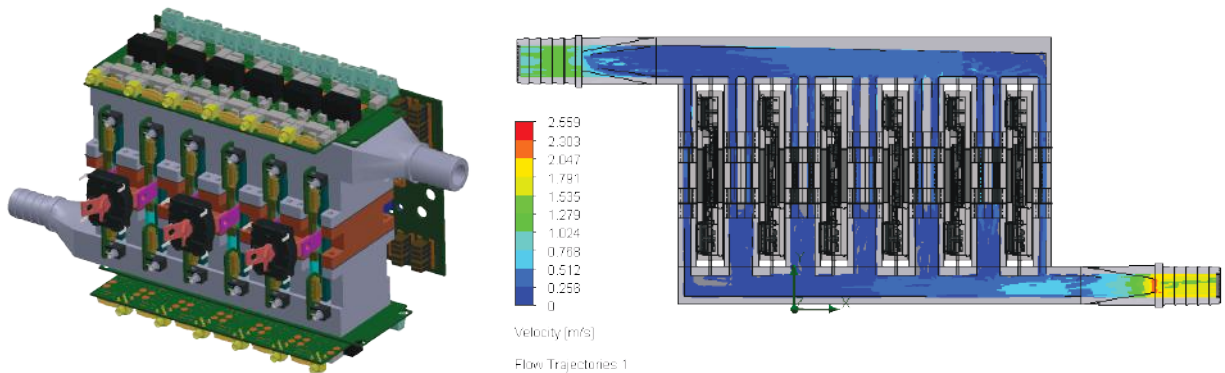 2.559
2.303
2.047
1.791
1.535
1.279
1.024
0.768
0.512
0.256
0
Velocity [m/s]
Flow Trajectories 1
Y
Z
X